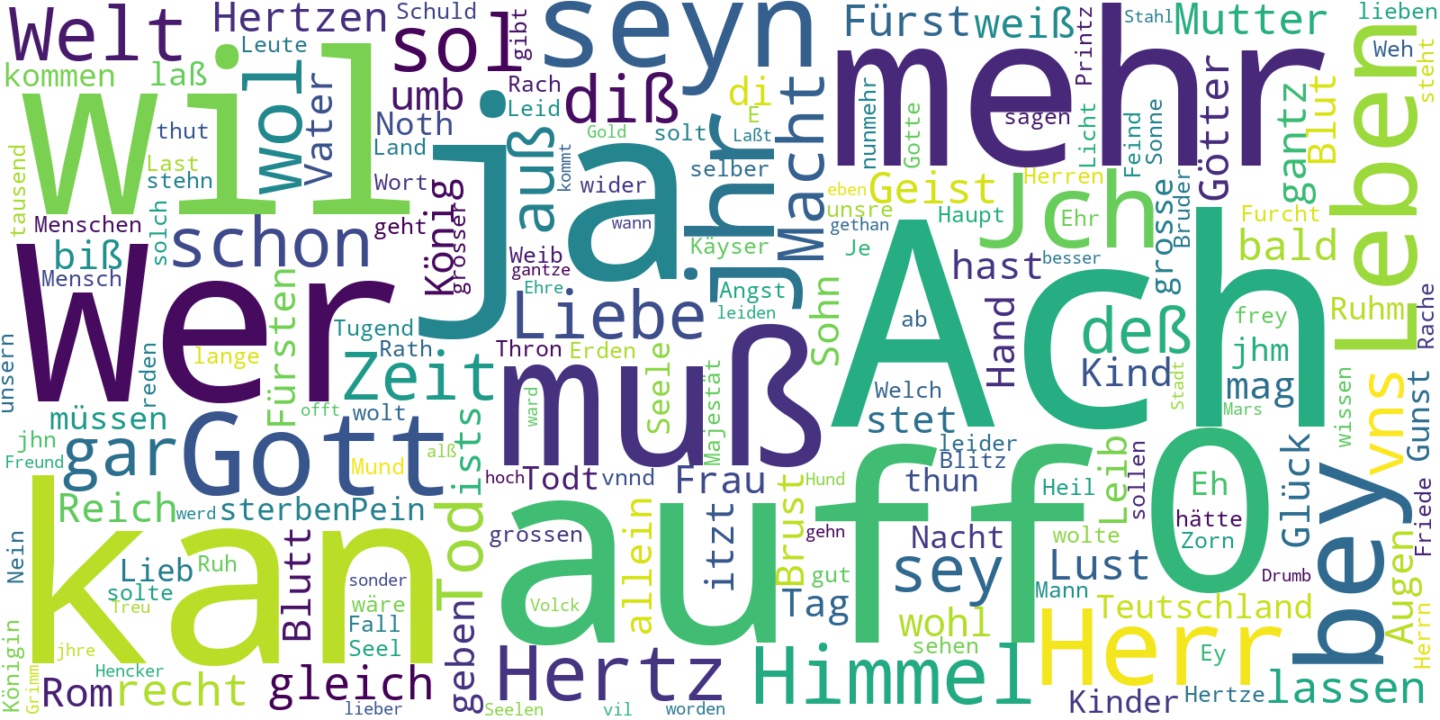 Welt
Hertzen
Schuld
gibt
seyn
Fürst
weiß
Printz
Stahl
Mutter
lieben
Leute
sol
Weh
kommen
laß
wil
wol
Vater
umb
Rach
Leid
diß
di
E
mehr
sagen
Götter
Blut
Leben
steht
thut
Noth
Gold
solt
Laßt
Macht
nunmehr
Gotte
Licht
Feind
Sonne
gantz
tausend
Last
stehn
Land
ja
auß
kommt
selber
Jhr
Wort
wider
eben
Geist
Herren
Menschen
solch
geht
König
grosser
wann
unsre
gethan
Haupt
Jch
Ehr
Bruder
grosse
Furcht
biß
schon
Weib
Käyser
Je
bald
Mensch
gantze
Ehre
hast
besser
Wer
Fürsten
Liebe
Angst
leiden
Sohn
Ach
ab
Hand
deß
frey
Ruhm
Rache
unsern
reden
lange
Tugend
Rath
Zeit
Thron
Erden
Seele
Majestät
muß
Welch
Kind
jhm
mag
Stadt
Mars
müssen
offt
wolt
ward
stet
wissen
Gunst
vns
jhn
Freund
gar
Gott
Mund
alß
ists
leider
Blitz
hoch
Todt
vnnd
Frau
Hund
thun
Heil
Leib
sollen
O
Eh
Glück
bey
Augen
Friede
Reich
werd
sterben
Pein
Tod
auff
grossen
allein
itzt
Brust
gehn
Nacht
wolte
hätte
Zorn
Nein
kan
Lieb
Ruh
solte
Treu
Blutt
sonder
wäre
Fall
Seel
Volck
gut
Tag
sey
Lust
Mann
Drumb
Teutschland
wohl
sehen
Herr
Ey
Herrn
Königin
jhre
Grimm
Hencker
Rom
recht
gleich
lieber
geben
Hertz
Seelen
vil
worden
Himmel
Kinder
Hertze
lassen